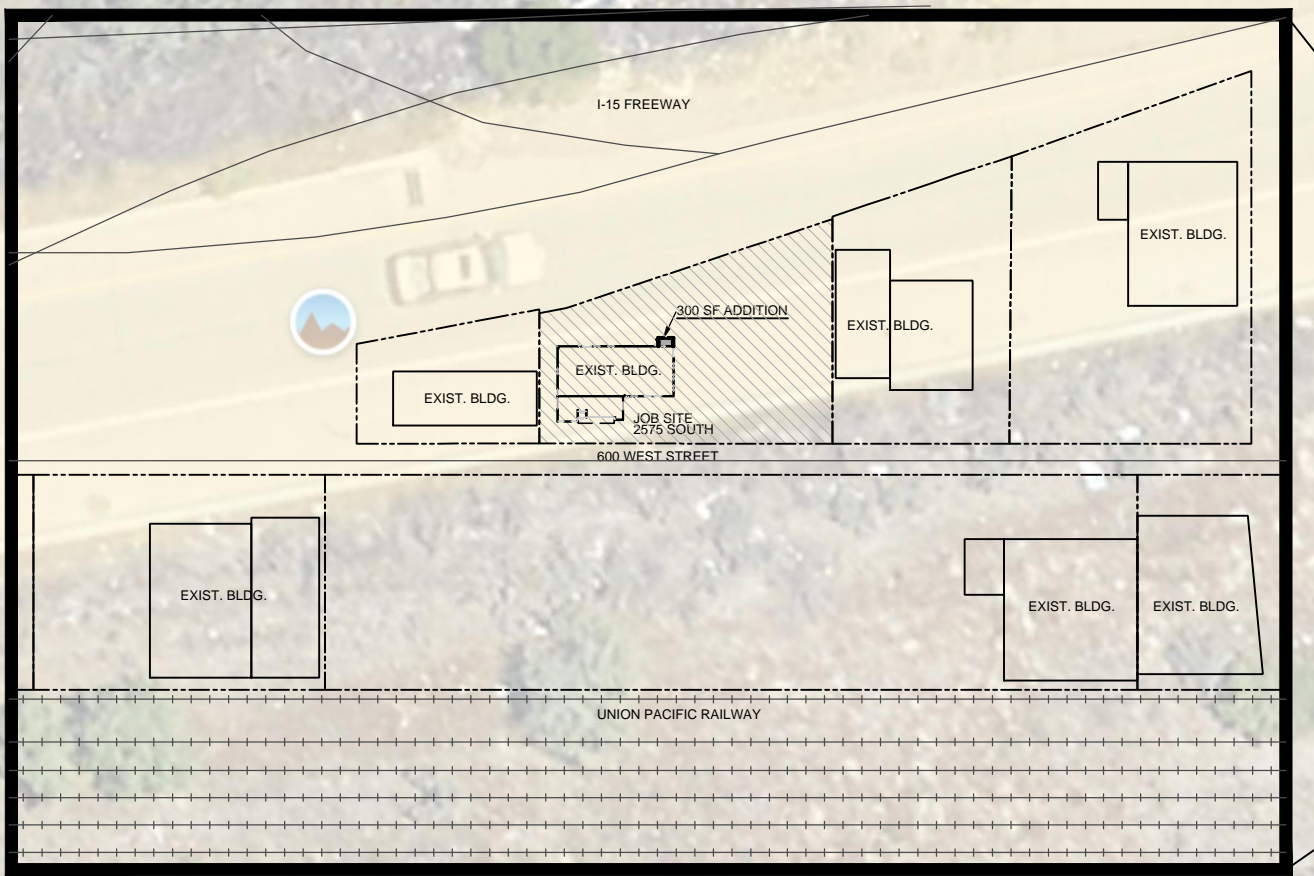 I-15 FREEWAY
EXIST. BLDG.
300 SF ADDITION
EXIST. BLDG.
EXIST. BLDG.
EXIST. BLDG.
JOB SITE
2575 SOUTH
600 WEST STREET
EXIST. BLDG.
EXIST. BLDG.
EXIST. BLDG.
UNION PACIFIC RAILWAY